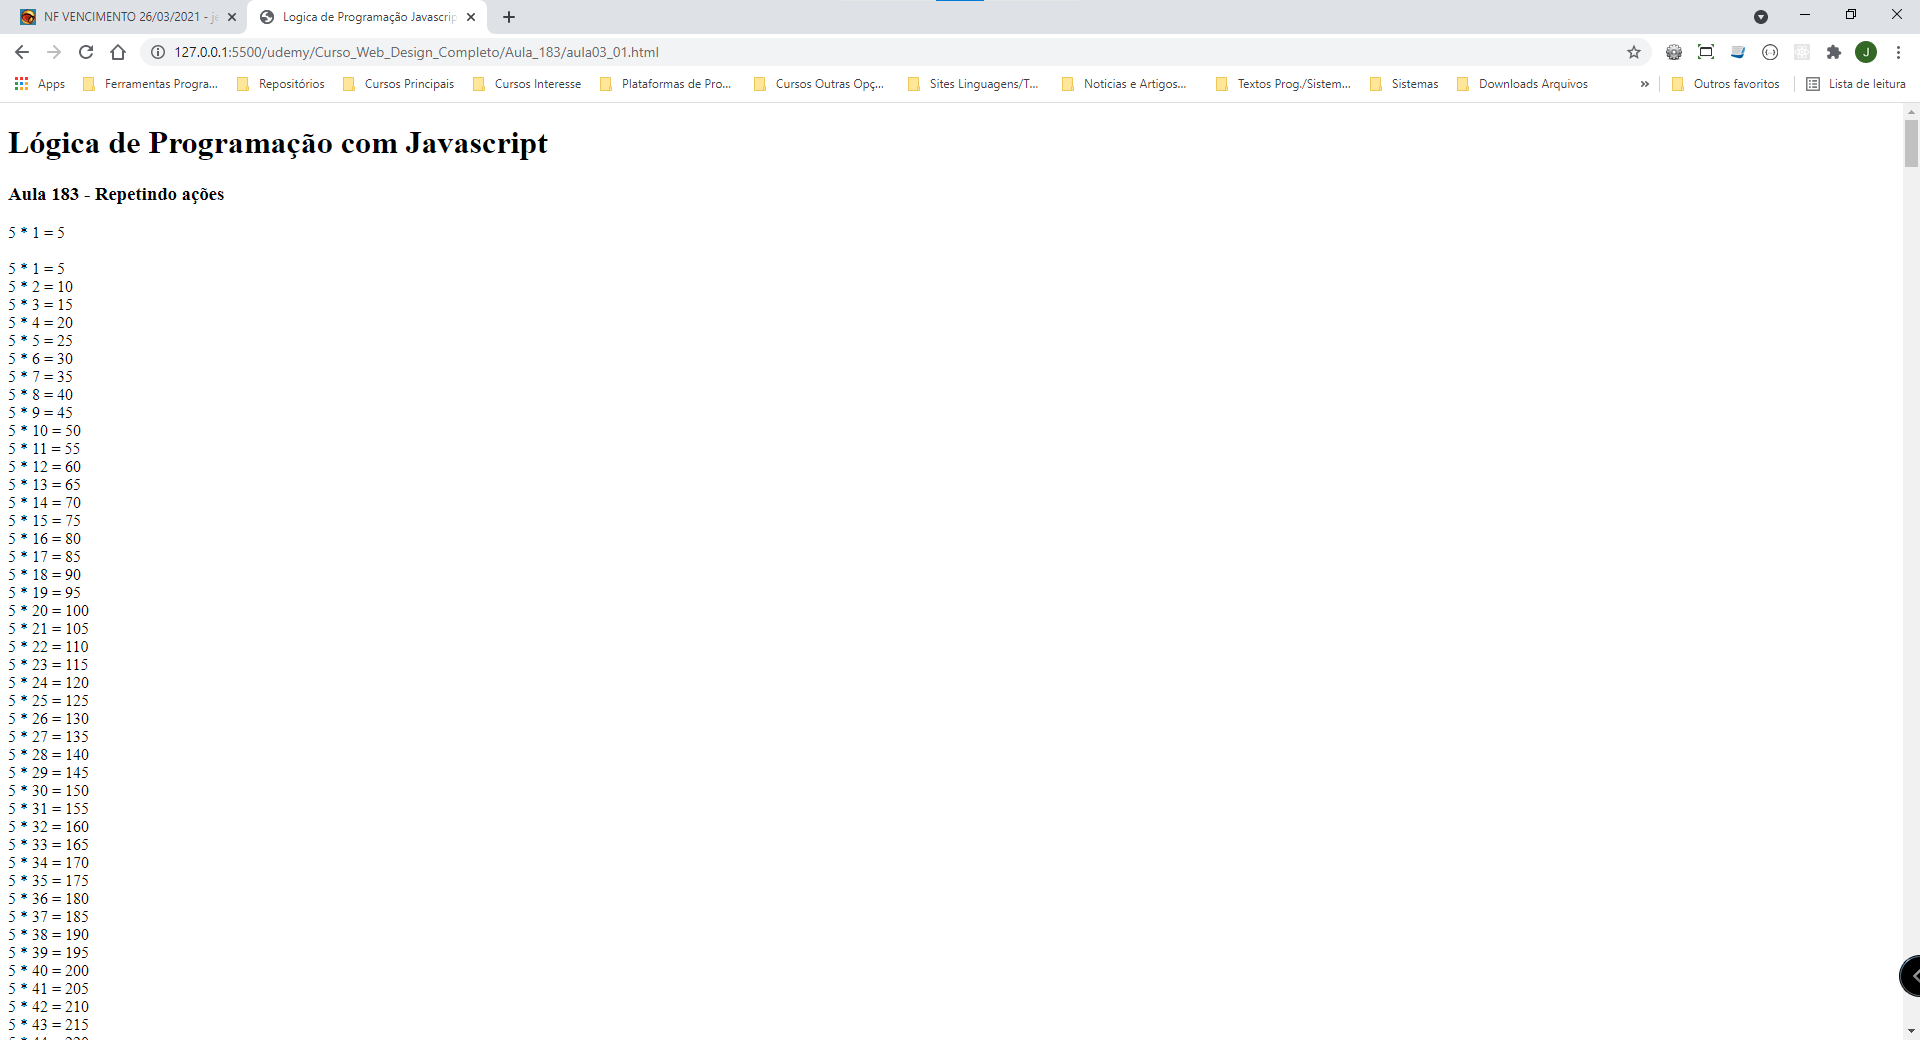 NF VENCIMENTO 26/03/2021 - je
Logica de Programação Javascrip
127.0.0.1:5500/udemy/Curso_Web_Design_Completo/Aula_183/aula03_01.html
J
Apps
Ferramentas Progra...
Repositórios
Cursos Principais
Cursos Interesse
Plataformas de Pro...
Cursos Outras Opç...
Sites Linguagens/T...
Noticias e Artigos...
Textos Prog./Sistem...
Sistemas
Downloads Arquivos
»
Outros favoritos
Lista de leitura
Lógica de Programação com Javascript
Aula 183 - Repetindo ações
5 * 1 = 5
5 * 1 = 5
5 * 2 = 10
5 * 3 = 15
5 * 4 = 20
5 * 5 = 25
5 * 6 = 30
5 * 7 = 35
5 * 8 = 40
5 * 9 = 45
5 * 10 = 50
5 * 11 = 55
5 * 12 = 60
5 * 13 = 65
5 * 14 = 70
5 * 15 = 75
5 * 16 = 80
5 * 17 = 85
5 * 18 = 90
5 * 19 = 95
5 * 20 = 100
5 * 21 = 105
5 * 22 = 110
5 * 23 = 115
5 * 24 = 120
5 * 25 = 125
5 * 26 = 130
5 * 27 = 135
5 * 28 = 140
5 * 29 = 145
5 * 30 = 150
5 * 31 = 155
5 * 32 = 160
5 * 33 = 165
5 * 34 = 170
5 * 35 = 175
5 * 36 = 180
5 * 37 = 185
5 * 38 = 190
5 * 39 = 195
5 * 40 = 200
5 * 41 = 205
5 * 42 = 210
5 * 43 = 215